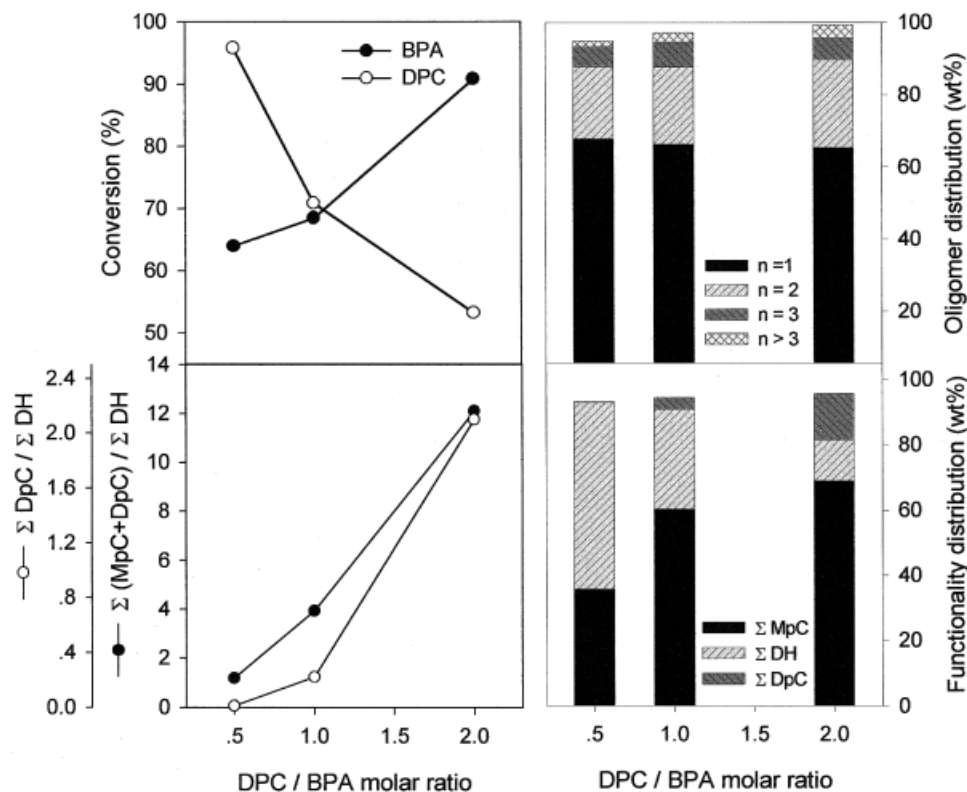 100
90
80
70
60
50
14
Conversion (%)
BPA
DPC
100
80
60
40
20
Oligomer distribution (wt%)
n =1
n = 2
n = 3
n > 3
2.4
2.0
1.6
1.2
.8
.4
0.0
Σ DpC / Σ DH
12
10
8
6
4
2
0
Σ (MpC+DpC) / Σ DH
.5
1.0
1.5
2.0
DPC / BPA molar ratio
100
80
60
40
20
0
Functionality distribution (wt%)
Σ MpC
Σ DH
Σ DpC
.5
1.0
1.5
2.0
DPC / BPA molar ratio